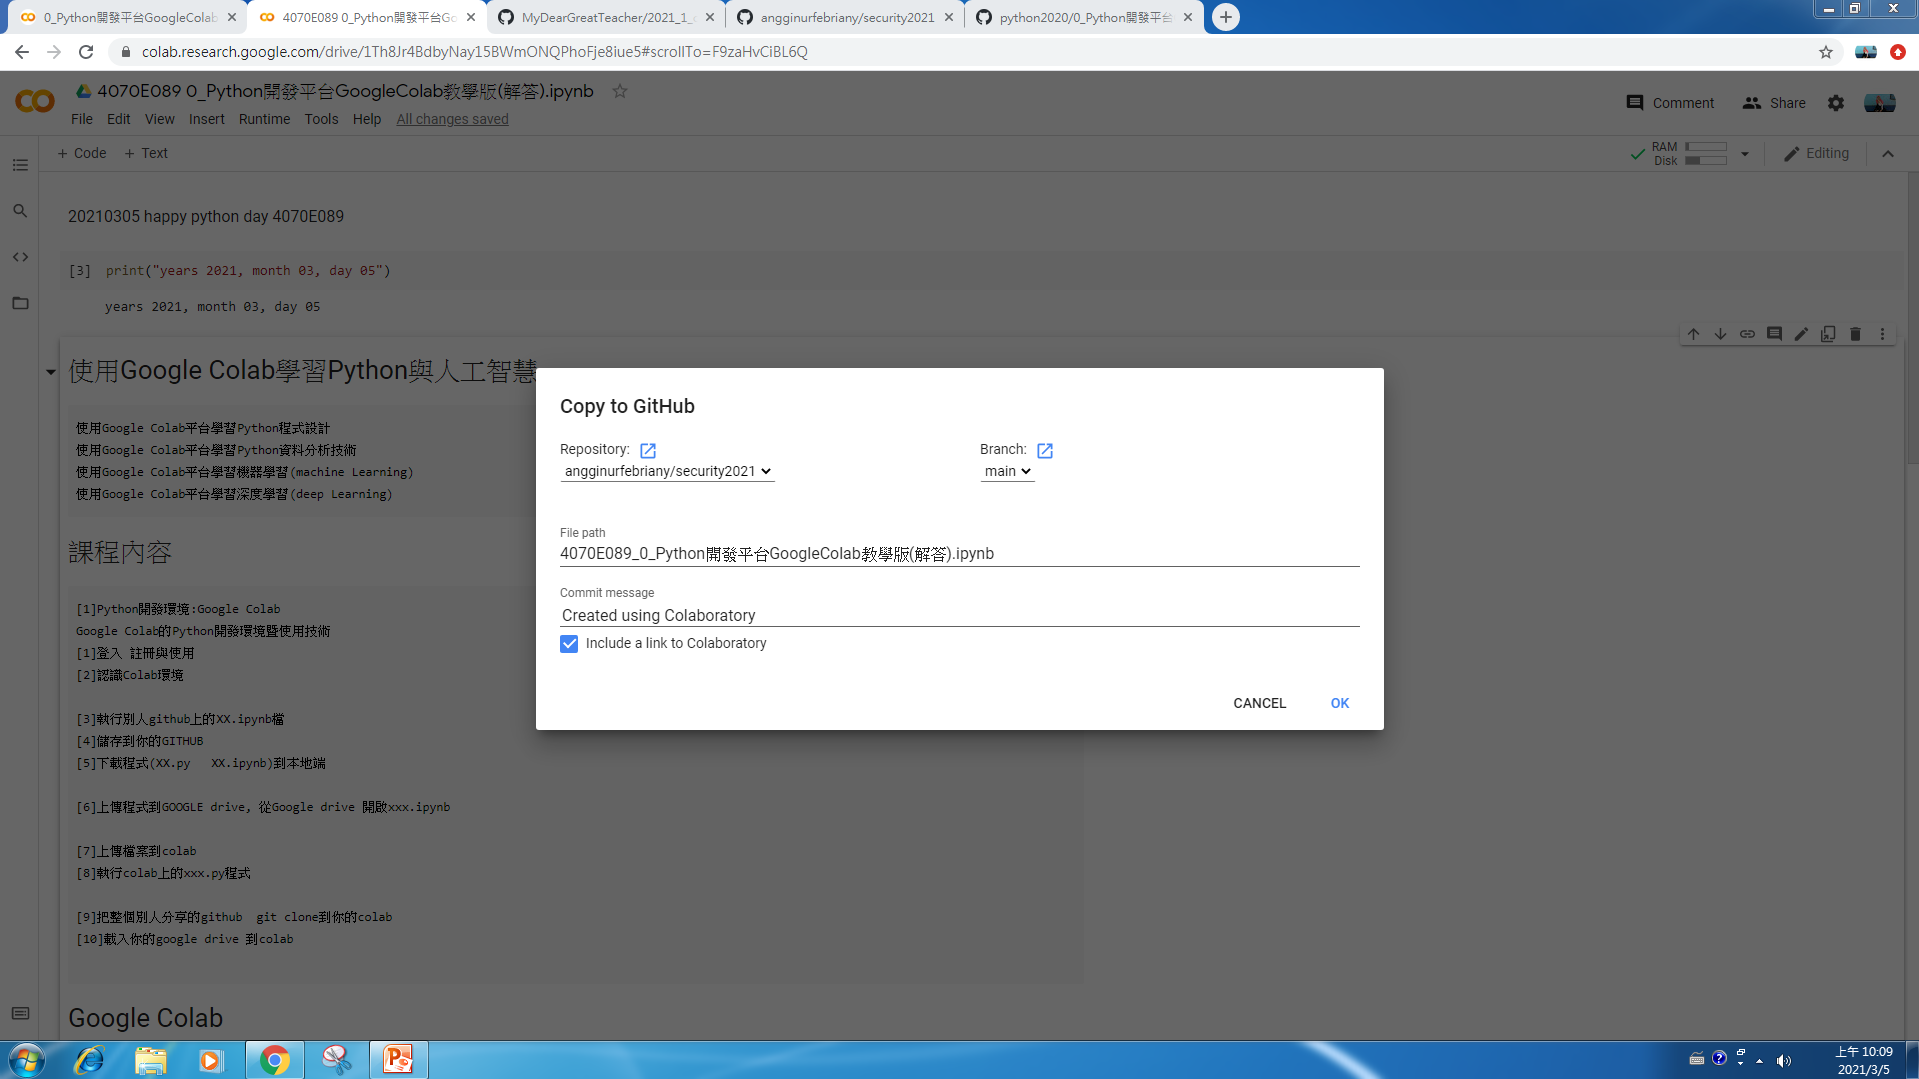 0_Python開發平台GoogleColab
4070E089 0_Python開發平台Go
MyDearGreatTeacher/2021_1_
angginurfebriany/security2021
python2020/0_Python開發平台
colab.research.google.com/drive/1Th8Jr4BdbyNay15BWmONQPhoFje8iue5#scrollTo=F9zaHvCiBL6Q
4070E089 0_Python開發平台GoogleColab教學版(解答).ipynb
Comment
Share
File Edit View Insert Runtime Tools Help All changes saved
+ Code + Text
RAM
Disk
Editing
20210305 happy python day 4070E089
[3] print("years 2021, month 03, day 05")
years 2021, month 03, day 05
使用Google Colab學習Python與人工智慧
使用Google Colab平台學習Python程式設計
使用Google Colab平台學習Python資料分析技術
使用Google Colab平台學習機器學習(machine Learning)
使用Google Colab平台學習深度學習(deep Learning)
課程內容
[1]Python開發環境:Google Colab
Google Colab的Python開發環境暨使用技術
[1]登入 註冊與使用
[2]認識Colab環境
[3]執行別人github上的XX.ipynb檔
[4]儲存到你的GITHUB
[5]下載程式(XX.py XX.ipynb)到本地端
[6]上傳程式到GOOGLE drive, 從Google drive 開啟xxx.ipynb
[7]上傳檔案到colab
[8]執行colab上的xxx.py程式
[9]把整個別人分享的github git clone到你的colab
[10]載入你的google drive 到colab
Google Colab
Copy to GitHub
Repository:
Branch:
angginurfebriany/security2021
main
File path
4070E089_0_Python開發平台GoogleColab教學版(解答).ipynb
Commit message
Created using Colaboratory
Include a link to Colaboratory
CANCEL
OK
上午 10:09
2021/3/5